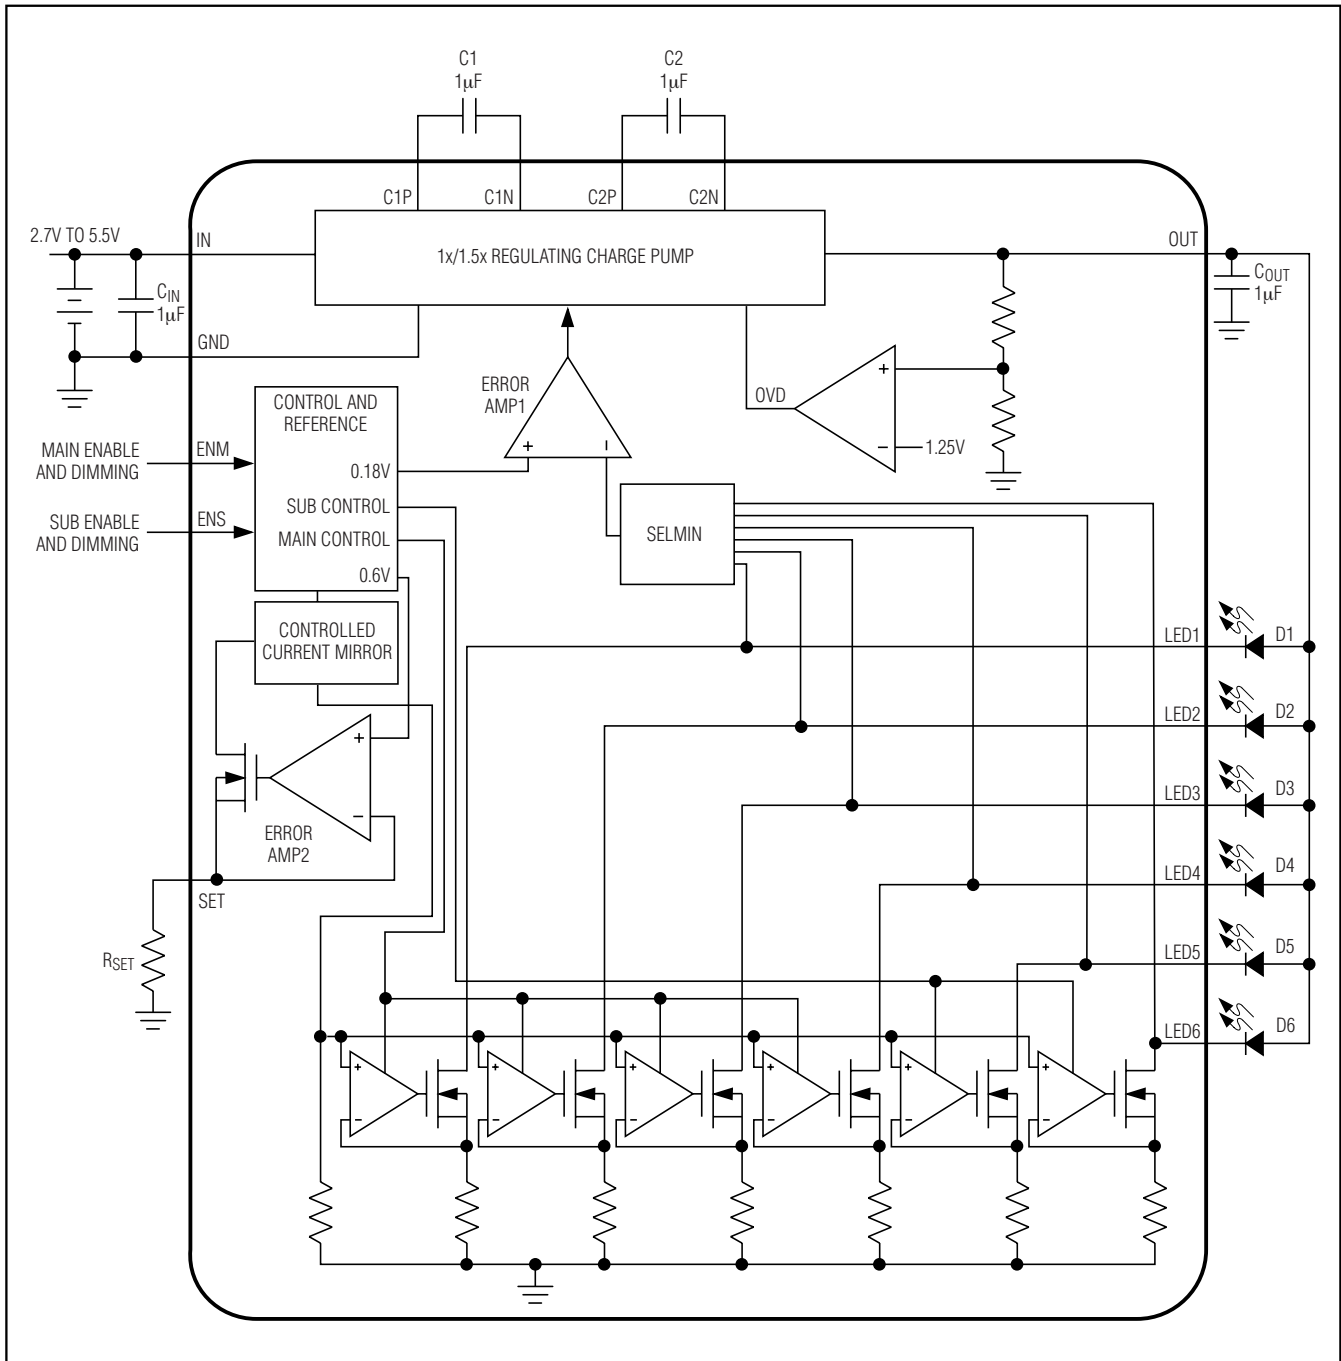 C1
1µF
C2
1µF
C1P
C1N
C2P
C2N
2.7V TO 5.5V
IN
1x/1.5x REGULATING CHARGE PUMP
OUT
CIN
1µF
COUT
1µF
GND
CONTROL AND
REFERENCE
ERROR
AMP1
OVD
+
−
1.25V
MAIN ENABLE
AND DIMMING
ENM
0.18V
+
−
SUB ENABLE
AND DIMMING
ENS
SUB CONTROL
MAIN CONTROL
0.6V
SELMIN
CONTROLLED
CURRENT MIRROR
LED1
D1
LED2
D2
+
−
ERROR
AMP2
LED3
D3
LED4
D4
SET
RSET
LED5
D5
LED6
D6
+
+
+
+
+
+
−
−
−
−
−
−